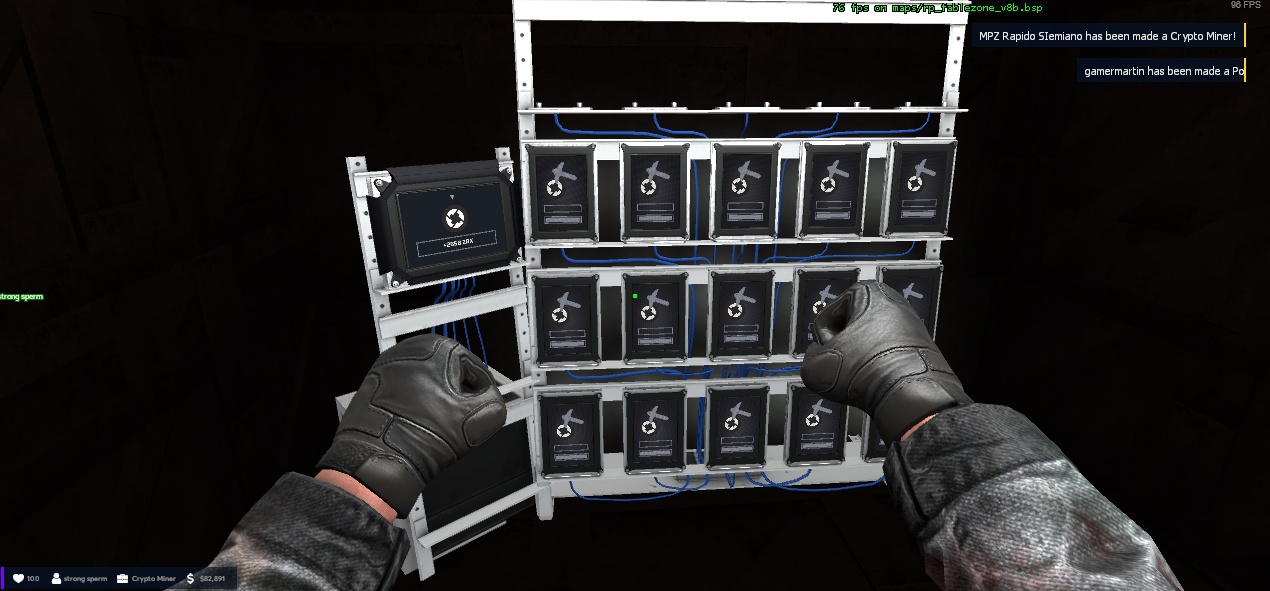 76 fps on maps/rp_fablezone_v8b.bsp
96 FPS
MPZ Rapido SIemiano has been made a Crypto Miner!
gamermartin has been made a Po
strong sperm
100
strong sperm
Crypto Miner
$82,891